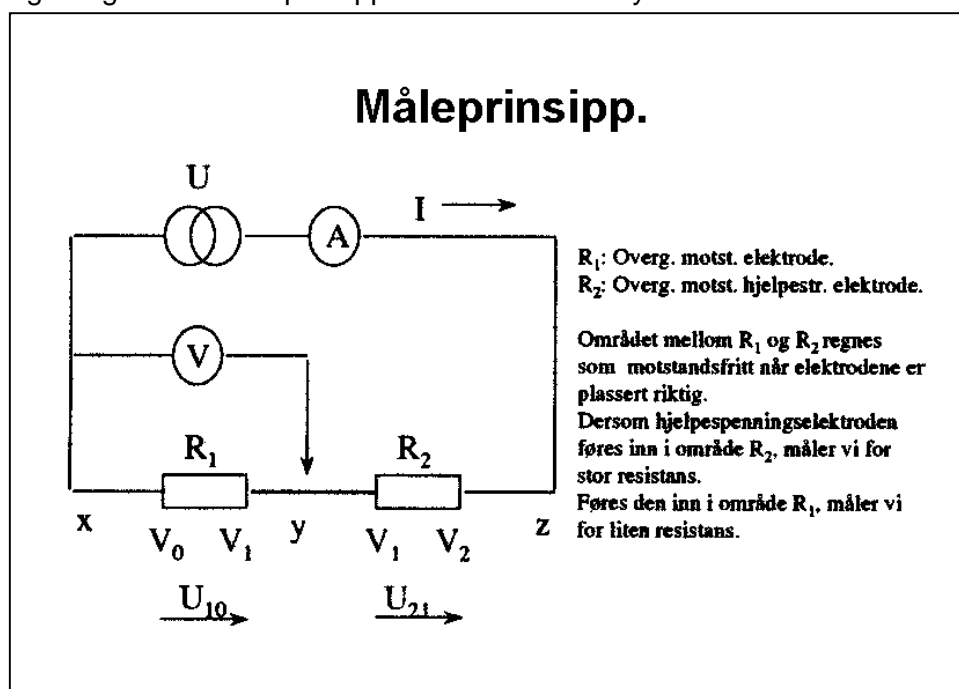 Måleprinsipp.
U
A
I
V
R₁
R₂
x
y
z
V₀
V₁
V₁
V₂
U₁₀
U₂₁
R₁: Overg. motst. elektrode.
R₂: Overg. motst. hjelpestr. elektrode.
Området mellom R₁ og R₂ regnes
som motstandsfritt når elektrodene er
plassert riktig.
Dersom hjelpespenningselektroden
føres inn i område R₂, måler vi for
stor resistans.
Føres den inn i område R₁, måler vi
for liten resistans.